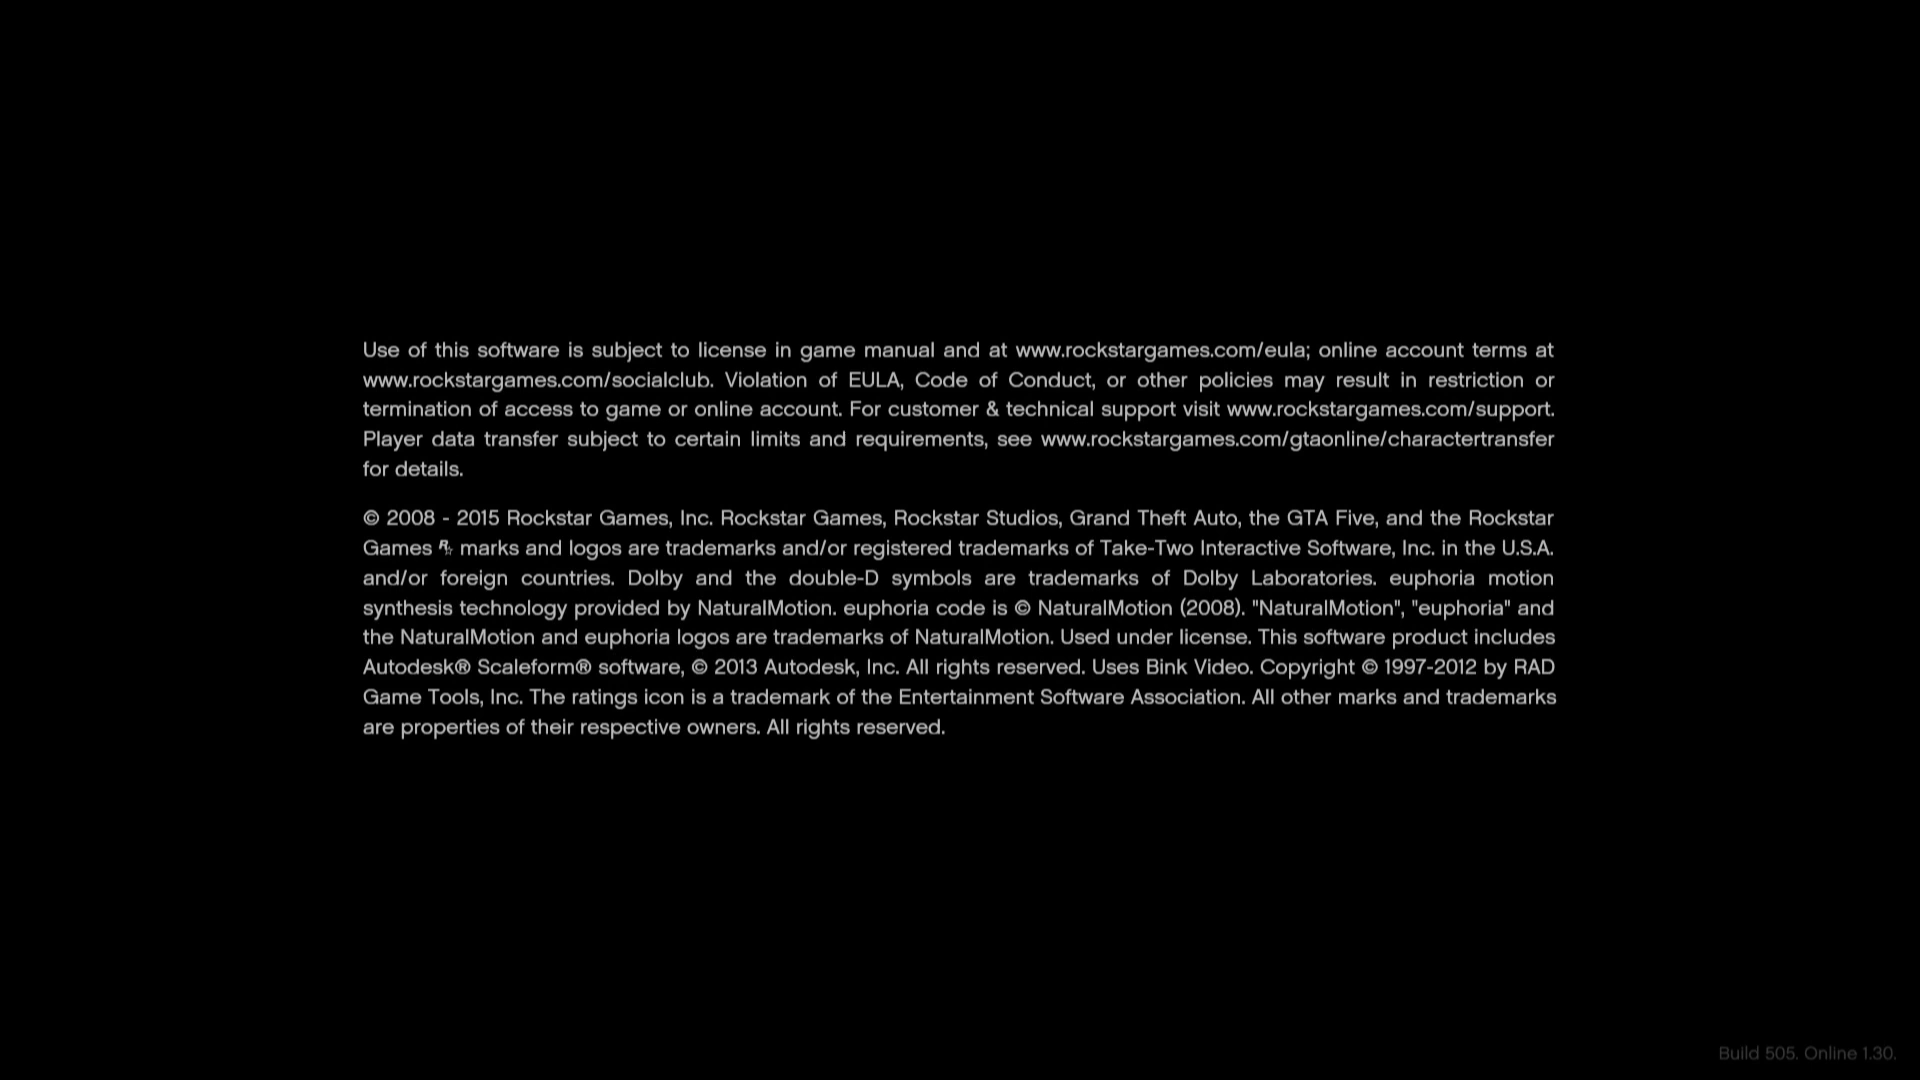 Use of this software is subject to license in game manual and at www.rockstargames.com/eula; online account terms at
www.rockstargames.com/socialclub. Violation of EULA, Code of Conduct, or other policies may result in restriction or
termination of access to game or online account. For customer & technical support visit www.rockstargames.com/support.
Player data transfer subject to certain limits and requirements, see www.rockstargames.com/gtaonline/charactertransfer
for details.
© 2008 - 2015 Rockstar Games, Inc. Rockstar Games, Rockstar Studios, Grand Theft Auto, the GTA Five, and the Rockstar
Games R* marks and logos are trademarks and/or registered trademarks of Take-Two Interactive Software, Inc. in the U.S.A.
and/or foreign countries. Dolby and the double-D symbols are trademarks of Dolby Laboratories. euphoria motion
synthesis technology provided by NaturalMotion. euphoria code is © NaturalMotion (2008). "NaturalMotion", "euphoria" and
the NaturalMotion and euphoria logos are trademarks of NaturalMotion. Used under license. This software product includes
Autodesk® Scaleform® software, © 2013 Autodesk, Inc. All rights reserved. Uses Bink Video. Copyright © 1997-2012 by RAD
Game Tools, Inc. The ratings icon is a trademark of the Entertainment Software Association. All other marks and trademarks
are properties of their respective owners. All rights reserved.
Build 505. Online 1.30.